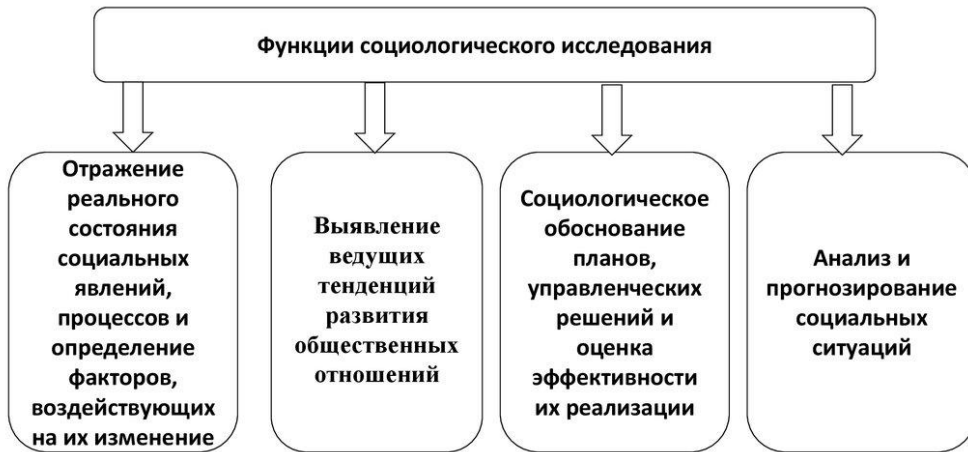 Функции социологического исследования
Отражение
реального
состояния
социальных
явлений,
процессов и
определение
факторов,
воздействующих
на их изменение
Выявление
ведущих
тенденций
развития
общественных
отношений
Социологическое
обоснование
планов,
управленческих
решений и
оценка
эффективности
их реализации
Анализ и
прогнозирование
социальных
ситуаций